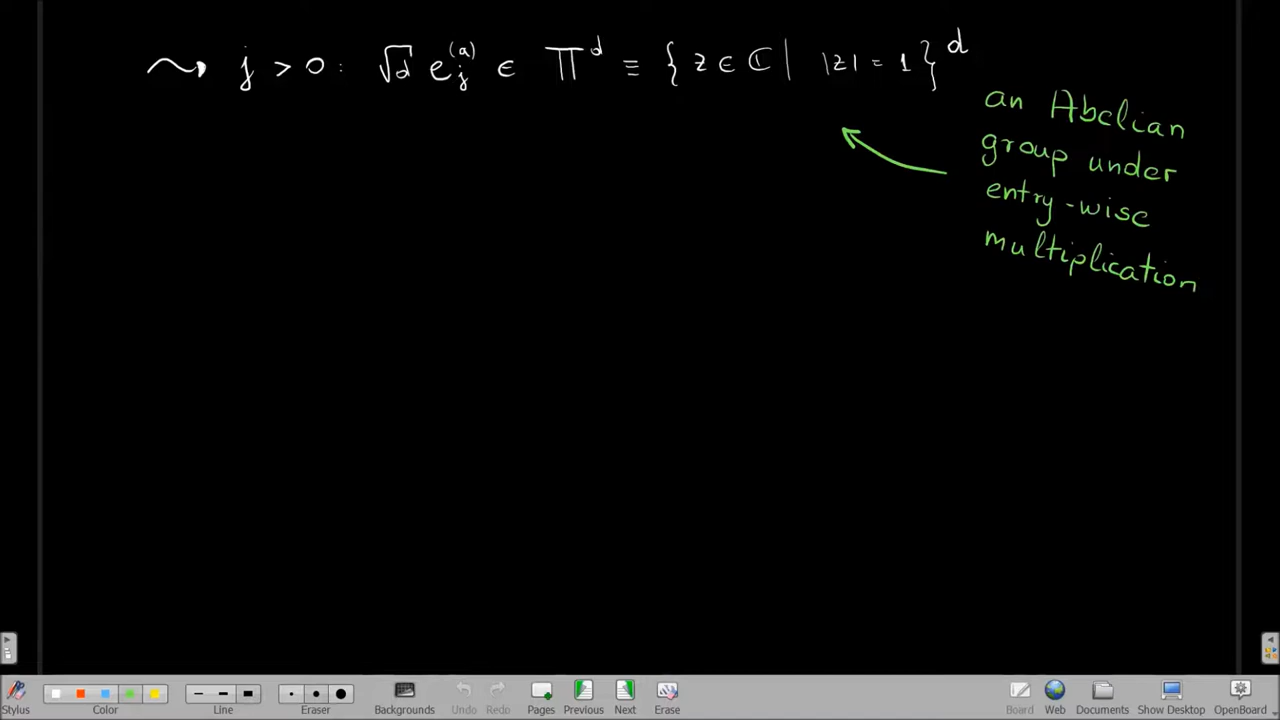 ⇝ j > 0 : √d e_j^(a) ∈ 𝕋^d ≡ { z ∈ ℂ | |z| = 1 }^d
an Abelian
group under
entry-wise
multiplication
Stylus Color Line Eraser Backgrounds Undo Redo Pages Previous Next Erase Board Web Documents Show Desktop OpenBoard